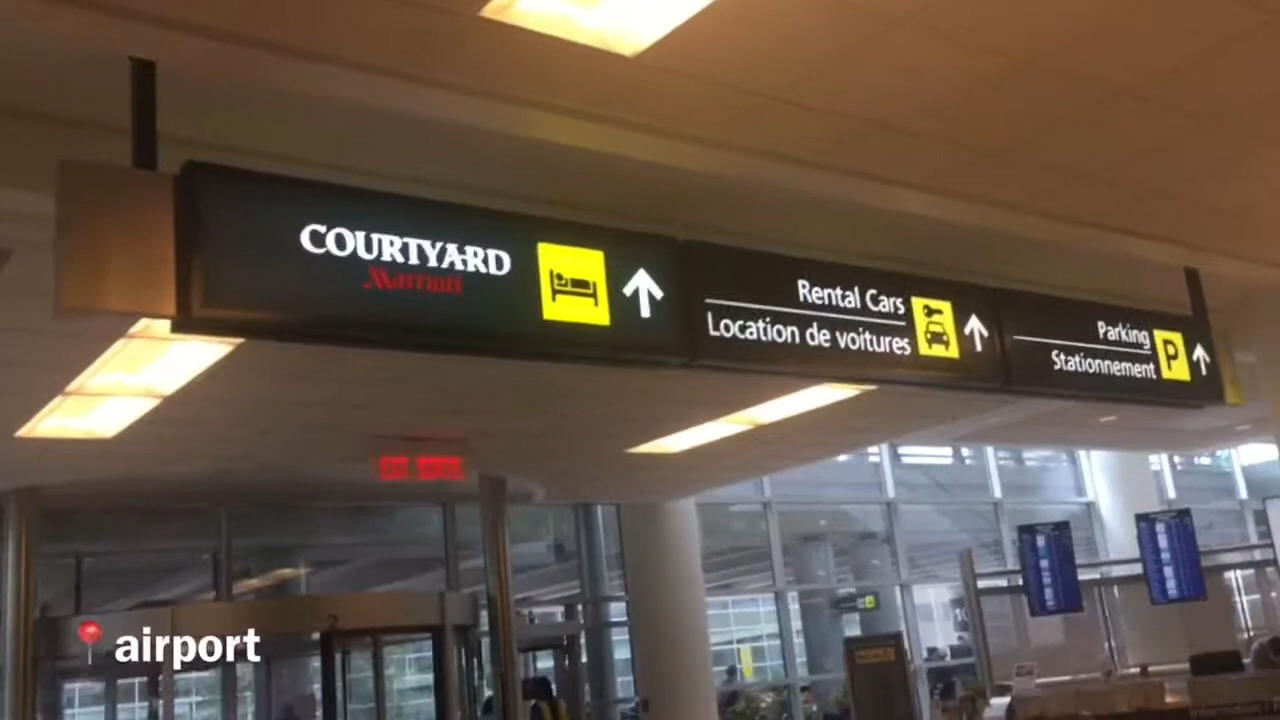 COURTYARD
Marriott
Rental Cars
Location de voitures
Parking
Stationnement
P
airport